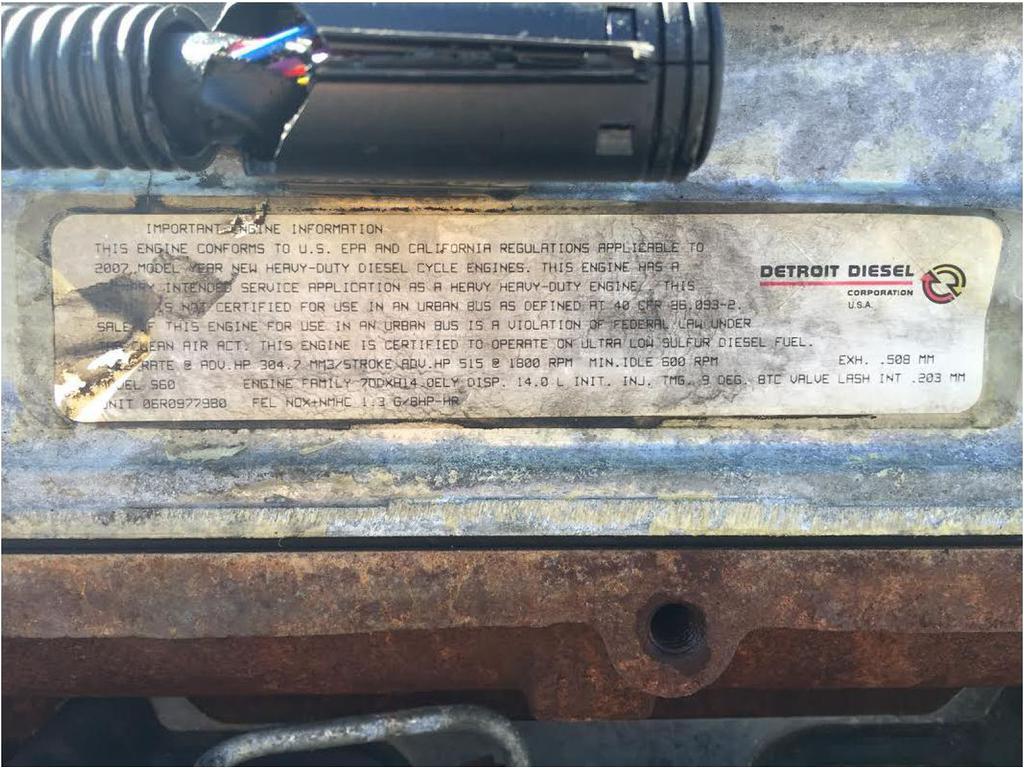 IMPORTANT ENGINE INFORMATION
THIS ENGINE CONFORMS TO U.S. EPA AND CALIFORNIA REGULATIONS APPLICABLE TO
2007 MODEL YEAR NEW HEAVY-DUTY DIESEL CYCLE ENGINES. THIS ENGINE HAS A
INTENDED SERVICE APPLICATION AS A HEAVY HEAVY-DUTY ENGINE. THIS
IS NOT CERTIFIED FOR USE IN AN URBAN BUS AS DEFINED AT 40 CFR 86.093-2.
SALE OF THIS ENGINE FOR USE IN AN URBAN BUS IS A VIOLATION OF FEDERAL LAW UNDER
CLEAN AIR ACT. THIS ENGINE IS CERTIFIED TO OPERATE ON ULTRA LOW SULFUR DIESEL FUEL.
RATE @ ADV.HP 304.7 MM3/STROKE ADV.HP 515 @ 1800 RPM MIN.IDLE 600 RPM EXH. .508 MM
MODEL S60 ENGINE FAMILY 7DDXH14.0ELY DISP. 14.0 L INIT. INJ. TMG. 9 DEG. BTC VALVE LASH INT .203 MM
UNIT 06R0977980 FEL NOX+NMHC 1.3 G/BHP-HR
DETROIT DIESEL
CORPORATION
U.S.A.